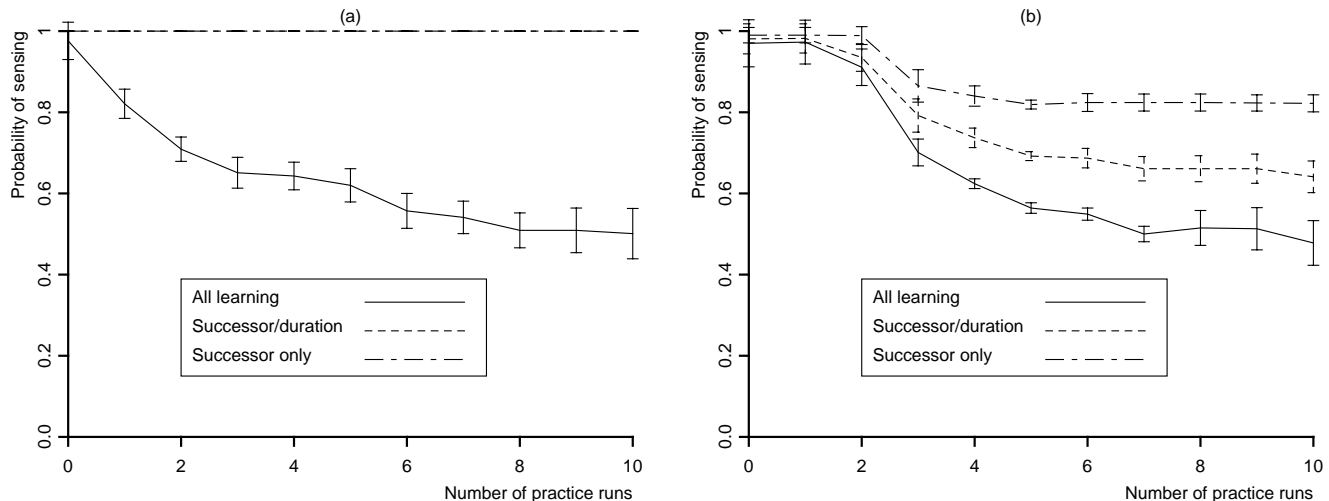 (a)
Probability of sensing
1
0.8
0.6
0.4
0.2
0.0
All learning
Successor/duration
Successor only
0 2 4 6 8 10
Number of practice runs
(b)
Probability of sensing
1
0.8
0.6
0.4
0.2
0.0
All learning
Successor/duration
Successor only
0 2 4 6 8 10
Number of practice runs